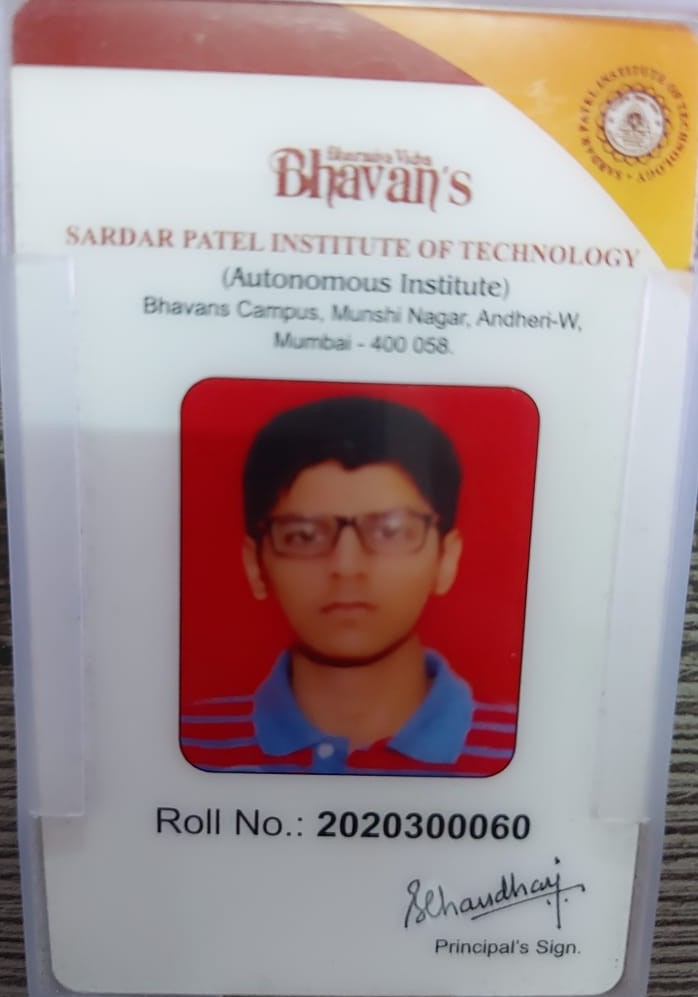 Bharatiya Vidya
Bhavan's
SARDAR PATEL INSTITUTE OF TECHNOLOGY
SARDAR PATEL INSTITUTE OF TECHNOLOGY
(Autonomous Institute)
Bhavans Campus, Munshi Nagar, Andheri-W,
Mumbai - 400 058.
Roll No.: 2020300060
Principal's Sign.